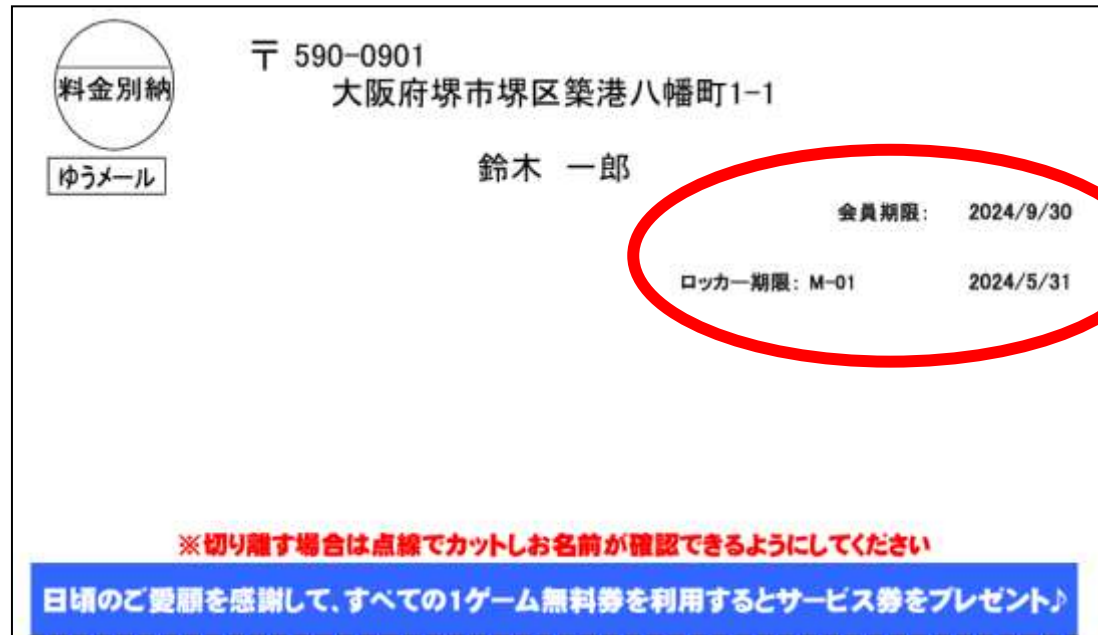 料金別納
ゆうメール
〒 590-0901
大阪府堺市堺区築港八幡町1-1
鈴木 一郎
会員期限: 2024/9/30
ロッカー期限: M-01 2024/5/31
※切り離す場合は点線でカットしお名前が確認できるようにしてください
日頃のご愛顧を感謝して、すべての1ゲーム無料券を利用するとサービス券をプレゼント♪